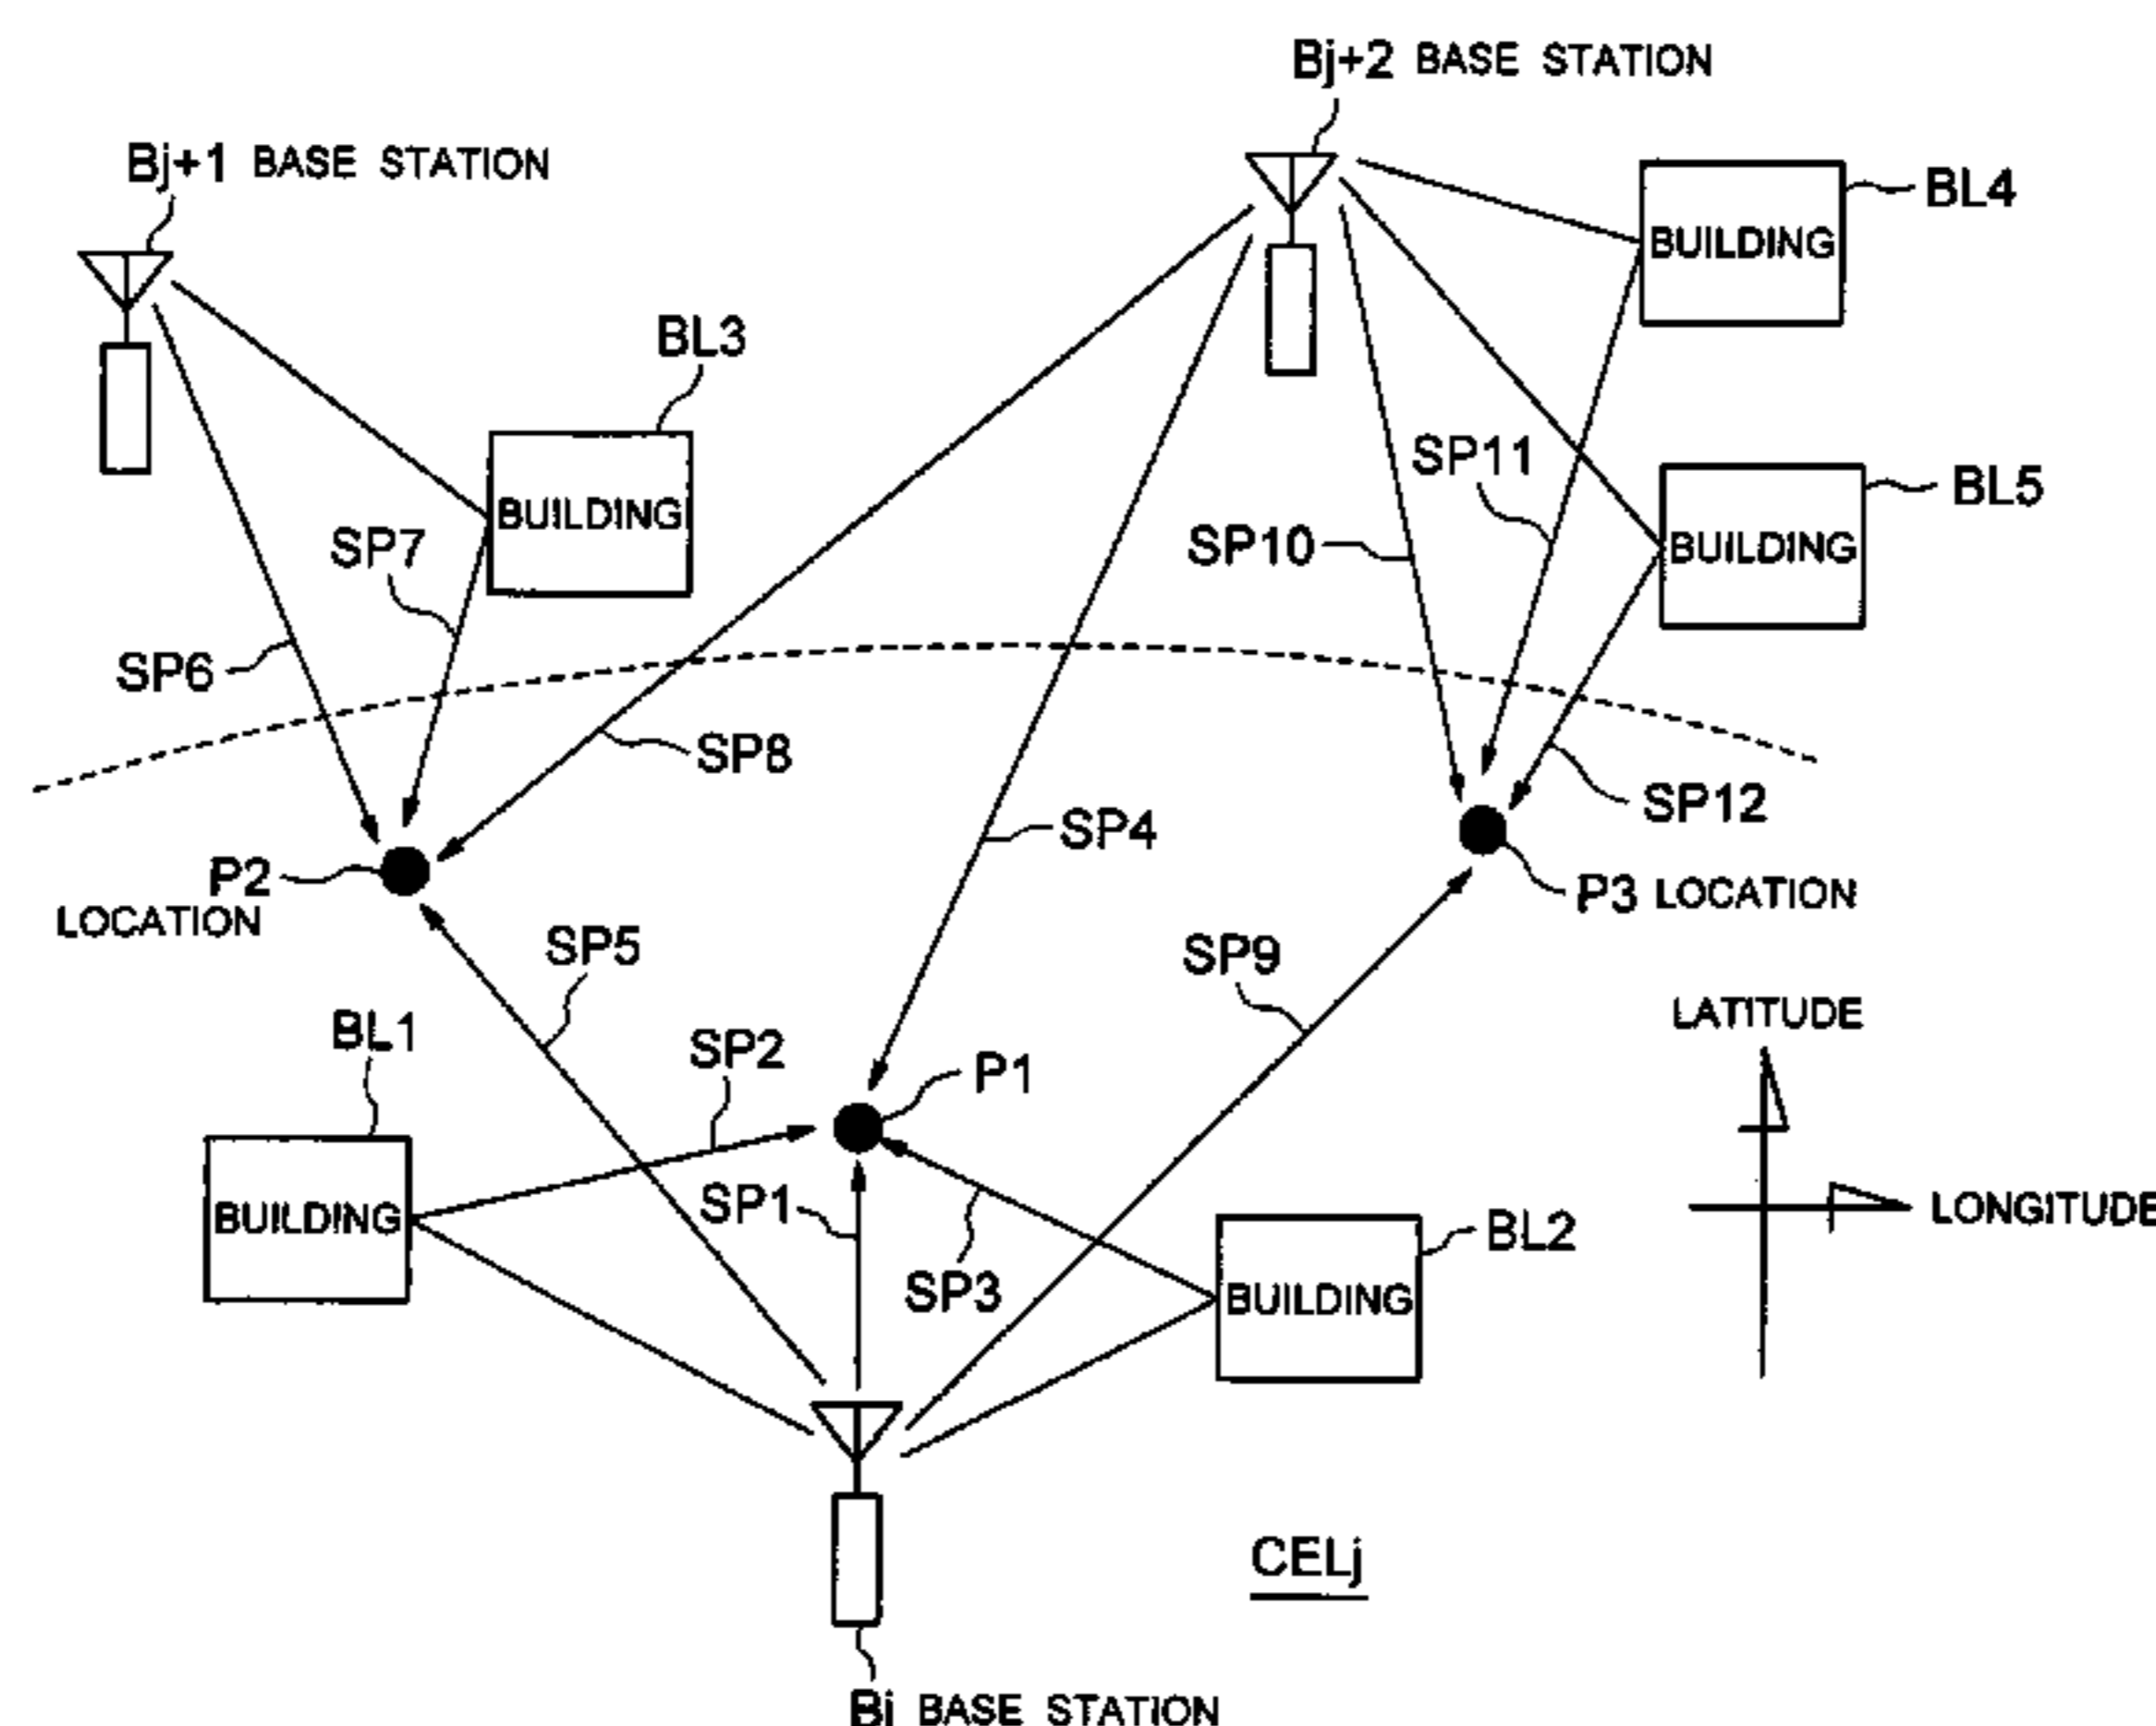 Bj+2 BASE STATION
Bj+1 BASE STATION
BUILDING
BL4
BL3
BUILDING
SP7
SP11
SP10
BUILDING
BL5
SP6
SP8
SP4
SP12
P2
LOCATION
P3 LOCATION
SP5
SP9
LATITUDE
BL1
SP2
P1
BUILDING
SP1
SP3
BUILDING
BL2
LONGITUDE
CELj
Bj BASE STATION